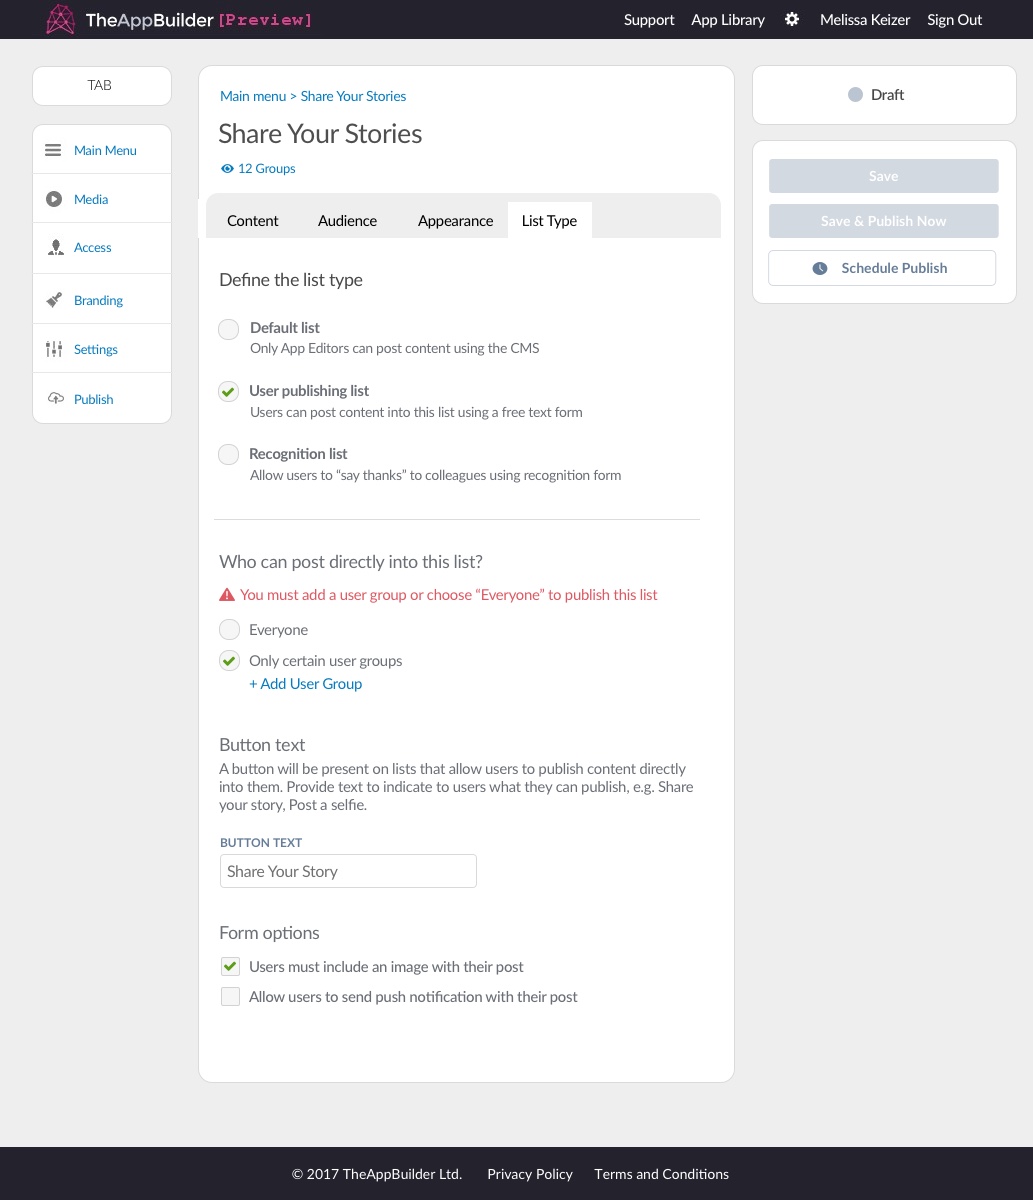 TheAppBuilder [Preview]
Support App Library Melissa Keizer Sign Out
TAB
Main Menu
Media
Access
Branding
Settings
Publish
Main menu > Share Your Stories
Share Your Stories
12 Groups
Content Audience Appearance List Type
Define the list type
Default list
Only App Editors can post content using the CMS
User publishing list
Users can post content into this list using a free text form
Recognition list
Allow users to “say thanks” to colleagues using recognition form
Who can post directly into this list?
You must add a user group or choose “Everyone” to publish this list
Everyone
Only certain user groups
+ Add User Group
Button text
A button will be present on lists that allow users to publish content directly
into them. Provide text to indicate to users what they can publish, e.g. Share
your story, Post a selfie.
BUTTON TEXT
Share Your Story
Form options
Users must include an image with their post
Allow users to send push notification with their post
Draft
Save
Save & Publish Now
Schedule Publish
© 2017 TheAppBuilder Ltd. Privacy Policy Terms and Conditions